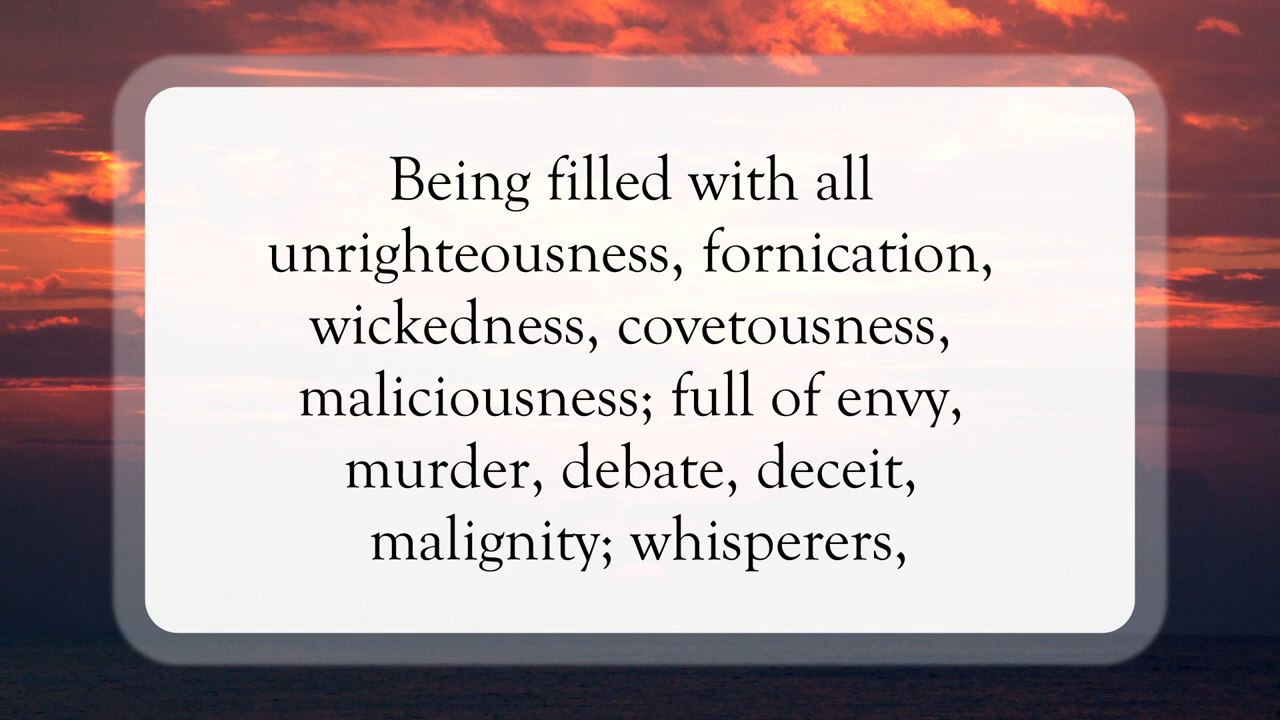 Being filled with all
unrighteousness, fornication,
wickedness, covetousness,
maliciousness; full of envy,
murder, debate, deceit,
malignity; whisperers,